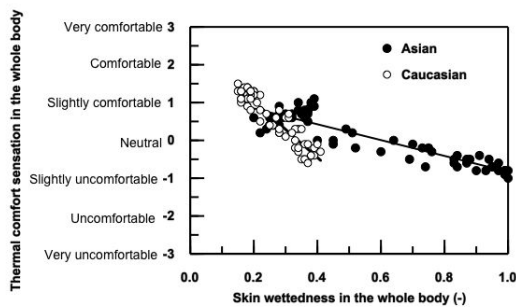 Thermal comfort sensation in the whole body
Very comfortable 3
Comfortable 2
Slightly comfortable 1
Neutral 0
Slightly uncomfortable -1
Uncomfortable -2
Very uncomfortable -3
Asian
Caucasian
0.0 0.2 0.4 0.6 0.8 1.0
Skin wettedness in the whole body (-)